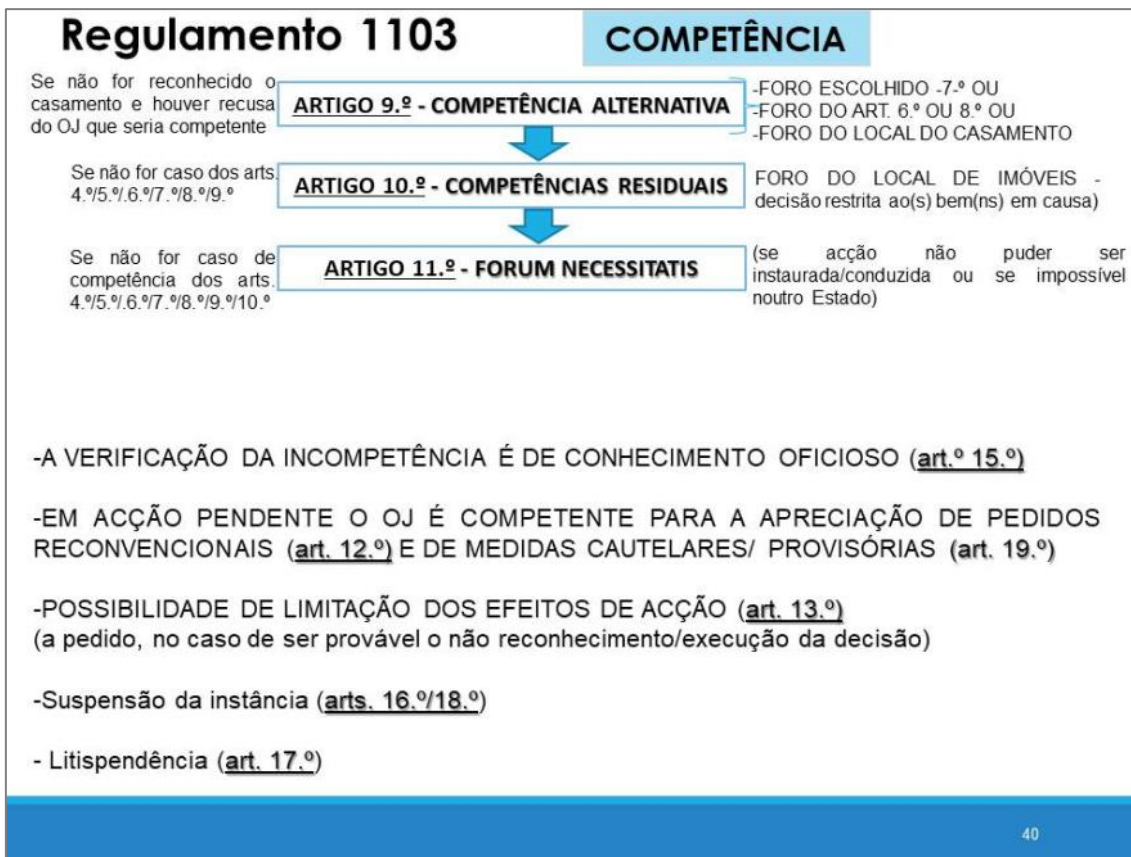 Regulamento 1103
COMPETÊNCIA
Se não for reconhecido o
casamento e houver recusa
do OJ que seria competente
ARTIGO 9.º - COMPETÊNCIA ALTERNATIVA
-FORO ESCOLHIDO -7-º OU
-FORO DO ART. 6.º OU 8.º OU
-FORO DO LOCAL DO CASAMENTO
Se não for caso dos arts.
4.º/5.º/.6.º/7.º/8.º/9.º
ARTIGO 10.º - COMPETÊNCIAS RESIDUAIS
FORO DO LOCAL DE IMÓVEIS -
decisão restrita ao(s) bem(ns) em causa)
Se não for caso de
competência dos arts.
4.º/5.º/.6.º/7.º/8.º/9.º/10.º
ARTIGO 11.º - FORUM NECESSITATIS
(se acção não puder ser
instaurada/conduzida ou se impossível
noutro Estado)
-A VERIFICAÇÃO DA INCOMPETÊNCIA É DE CONHECIMENTO OFICIOSO (art.º 15.º)
-EM ACÇÃO PENDENTE O OJ É COMPETENTE PARA A APRECIAÇÃO DE PEDIDOS
RECONVENCIONAIS (art. 12.º) E DE MEDIDAS CAUTELARES/ PROVISÓRIAS (art. 19.º)
-POSSIBILIDADE DE LIMITAÇÃO DOS EFEITOS DE ACÇÃO (art. 13.º)
(a pedido, no caso de ser provável o não reconhecimento/execução da decisão)
-Suspensão da instância (arts. 16.º/18.º)
- Litispendência (art. 17.º)
40